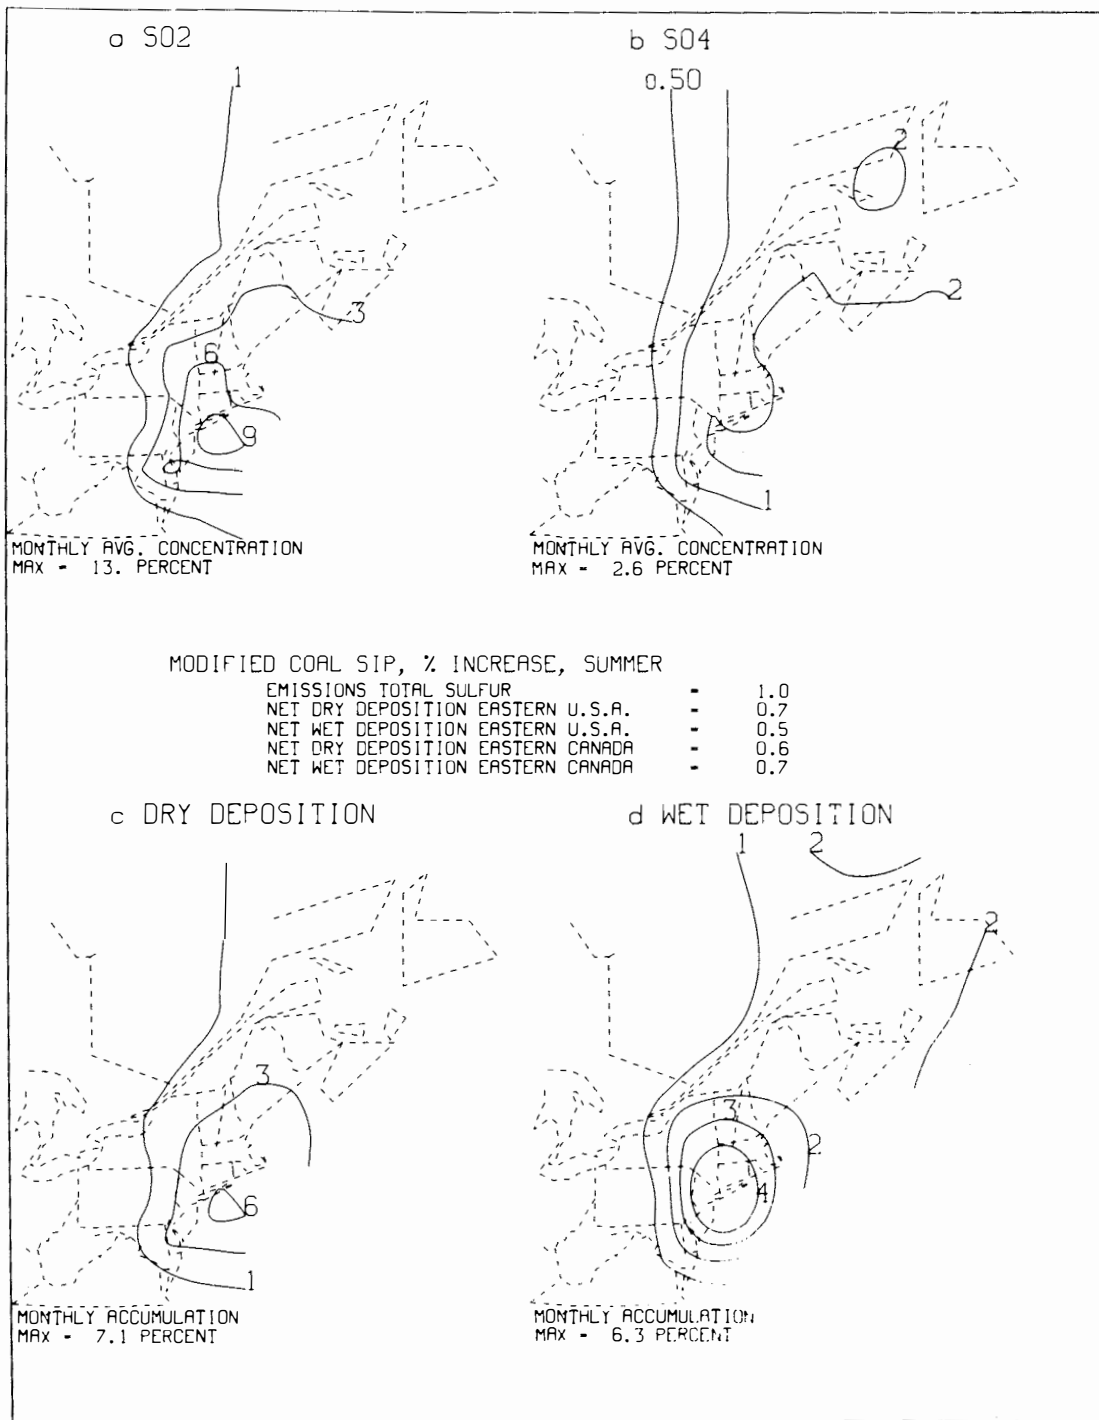 a SO2
1
3
6
9
MONTHLY AVG. CONCENTRATION
MAX - 13. PERCENT
b SO4
0.50
2
2
1
MONTHLY AVG. CONCENTRATION
MAX - 2.6 PERCENT
MODIFIED COAL SIP, % INCREASE, SUMMER
EMISSIONS TOTAL SULFUR - 1.0
NET DRY DEPOSITION EASTERN U.S.A. - 0.7
NET WET DEPOSITION EASTERN U.S.A. - 0.5
NET DRY DEPOSITION EASTERN CANADA - 0.6
NET WET DEPOSITION EASTERN CANADA - 0.7
c DRY DEPOSITION
3
6
1
MONTHLY ACCUMULATION
MAX - 7.1 PERCENT
d WET DEPOSITION
1 2
2
3
2
4
MONTHLY ACCUMULATION
MAX - 6.3 PERCENT